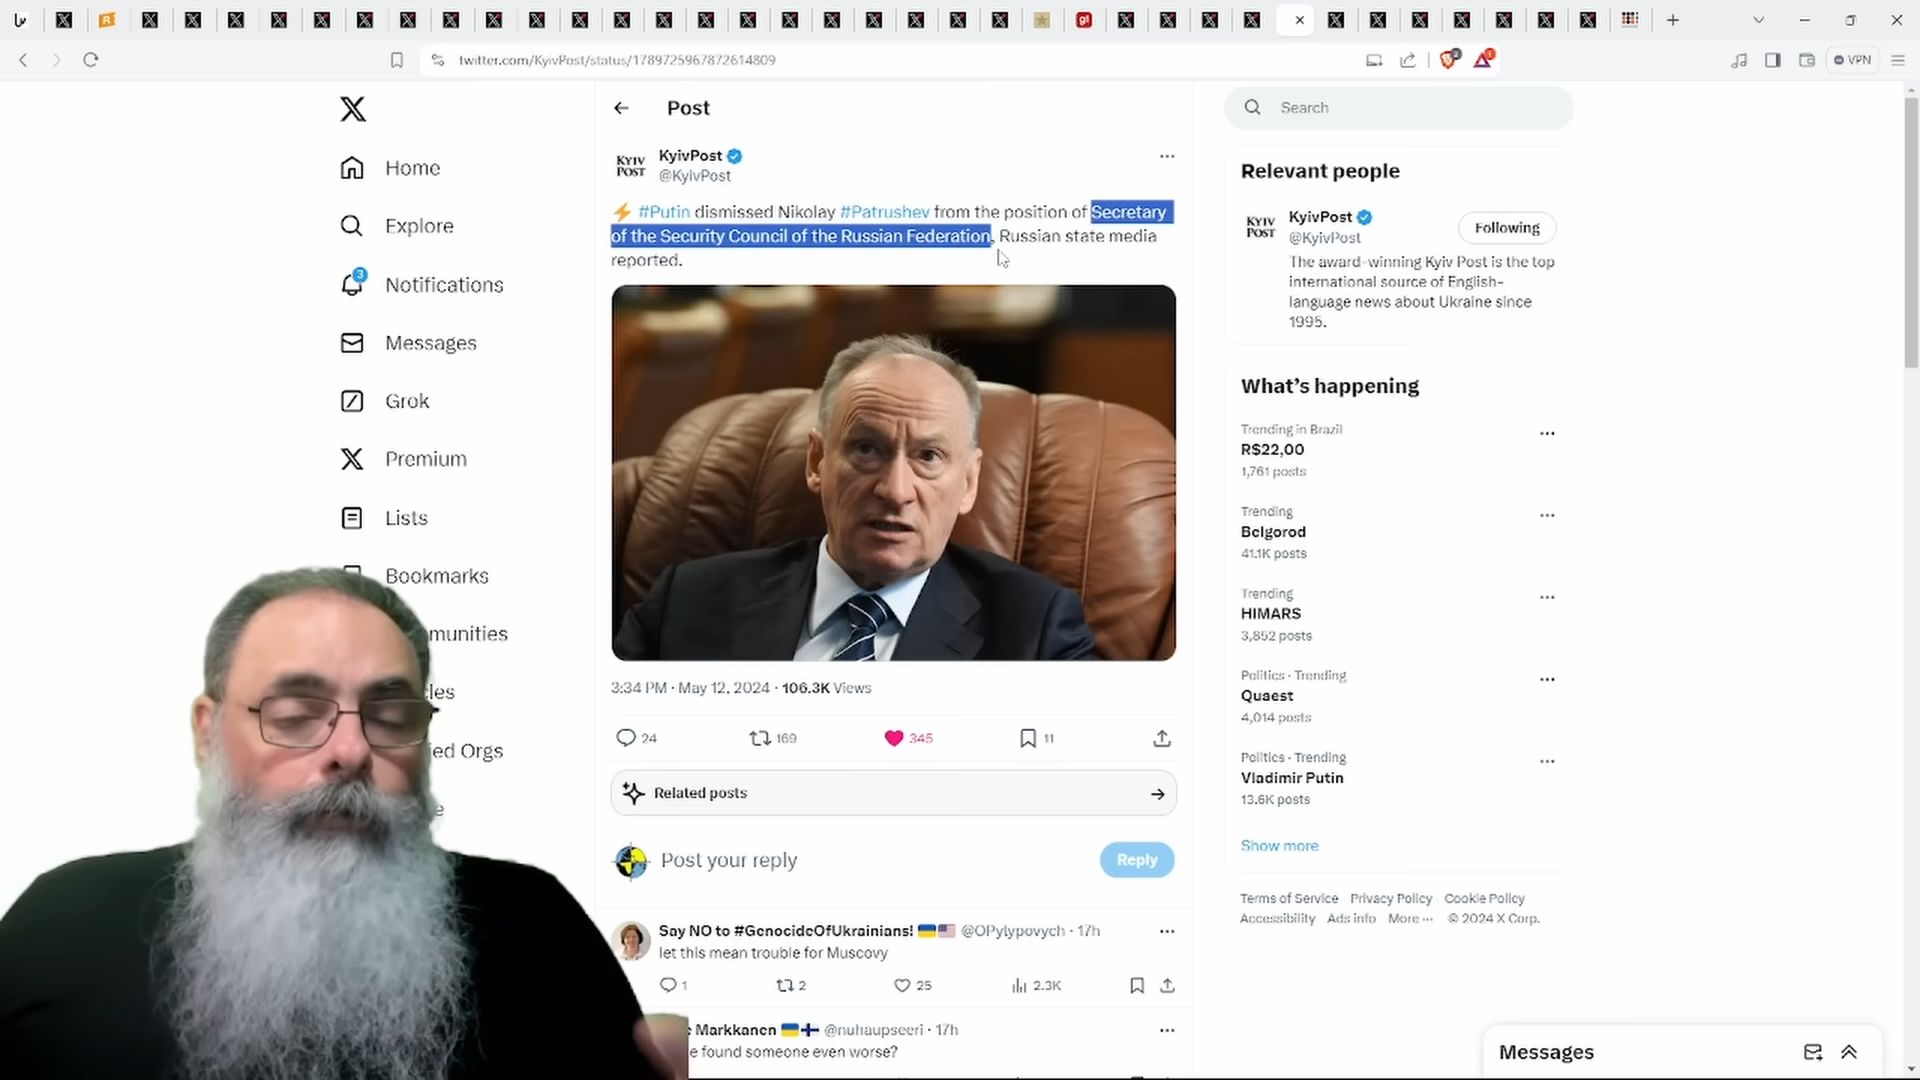 twitter.com/KyivPost/status/1789725967872614809
VPN
Home
Explore
3
Notifications
Messages
Grok
Premium
Lists
Bookmarks
munities
les
ied Orgs
e
Post
KYIV
POST
KyivPost
@KyivPost
#Putin dismissed Nikolay #Patrushev from the position of Secretary
of the Security Council of the Russian Federation, Russian state media
reported.
3:34 PM · May 12, 2024 · 106.3K Views
24
169
345
11
Related posts
Post your reply
Reply
Say NO to #GenocideOfUkrainians! @OPylypovych · 17h
let this mean trouble for Muscovy
1
2
25
2.3K
e Markkanen @nuhaupseeri · 17h
e found someone even worse?
Search
Relevant people
KYIV
POST
KyivPost
@KyivPost
Following
The award-winning Kyiv Post is the top
international source of English-
language news about Ukraine since
1995.
What's happening
Trending in Brazil
R$22,00
1,761 posts
Trending
Belgorod
41.1K posts
Trending
HIMARS
3,852 posts
Politics · Trending
Quaest
4,014 posts
Politics · Trending
Vladimir Putin
13.6K posts
Show more
Terms of Service Privacy Policy Cookie Policy
Accessibility Ads info More ··· © 2024 X Corp.
Messages